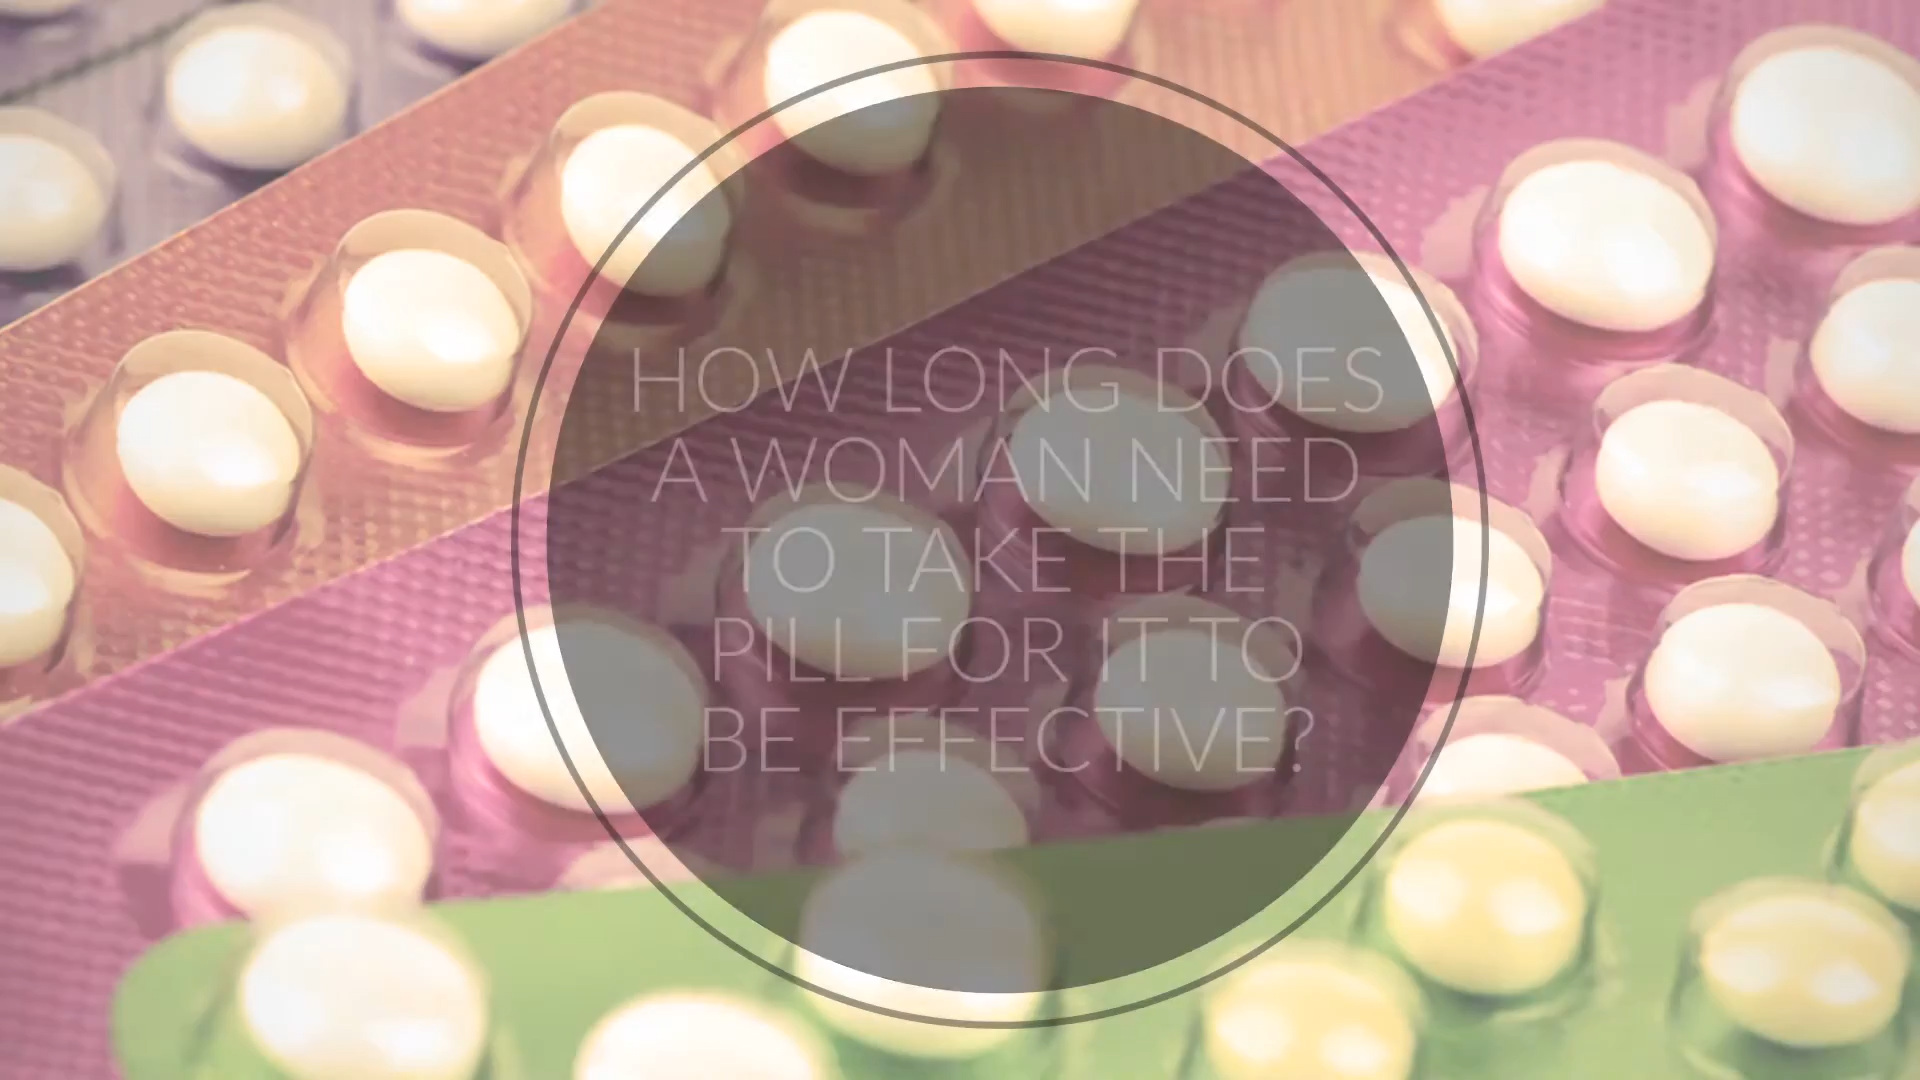 HOW LONG DOES
A WOMAN NEED
TO TAKE THE
PILL FOR IT TO
BE EFFECTIVE?